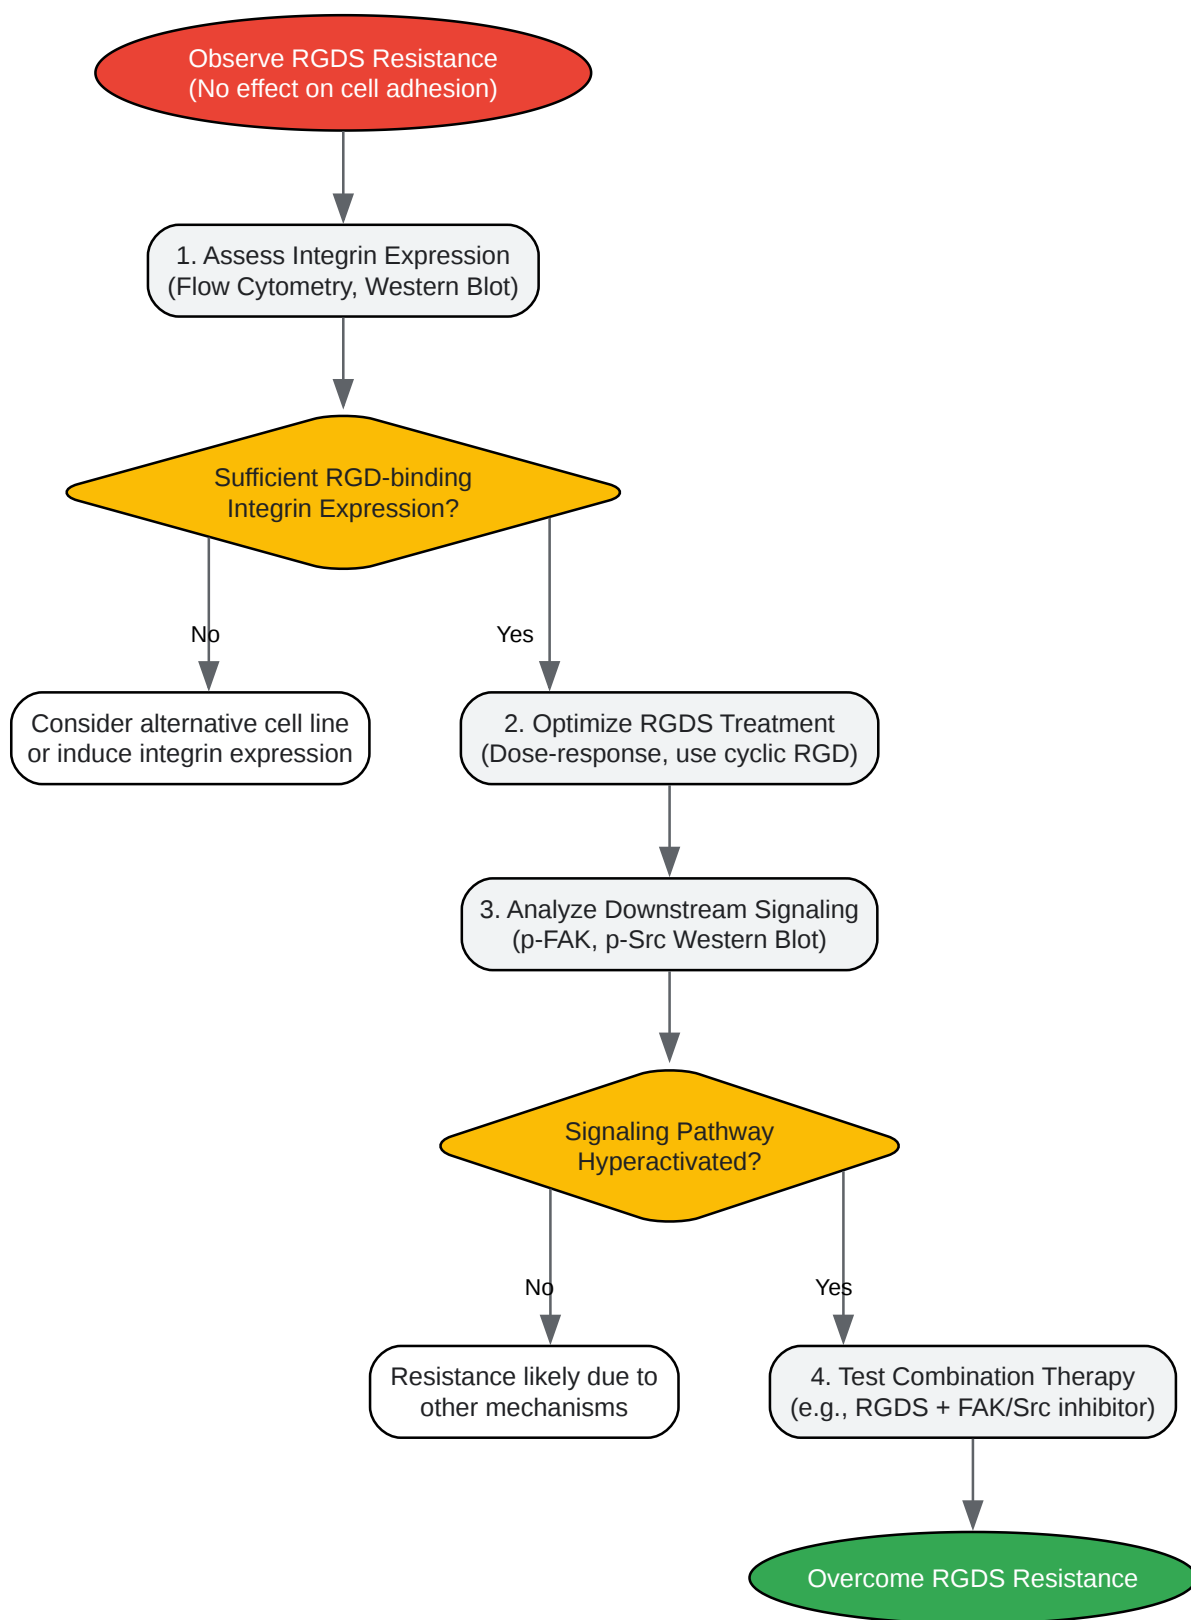 Observe RGDS Resistance
(No effect on cell adhesion)
1. Assess Integrin Expression
(Flow Cytometry, Western Blot)
Sufficient RGD-binding
Integrin Expression?
No
Yes
Consider alternative cell line
or induce integrin expression
2. Optimize RGDS Treatment
(Dose-response, use cyclic RGD)
3. Analyze Downstream Signaling
(p-FAK, p-Src Western Blot)
Signaling Pathway
Hyperactivated?
No
Yes
Resistance likely due to
other mechanisms
4. Test Combination Therapy
(e.g., RGDS + FAK/Src inhibitor)
Overcome RGDS Resistance